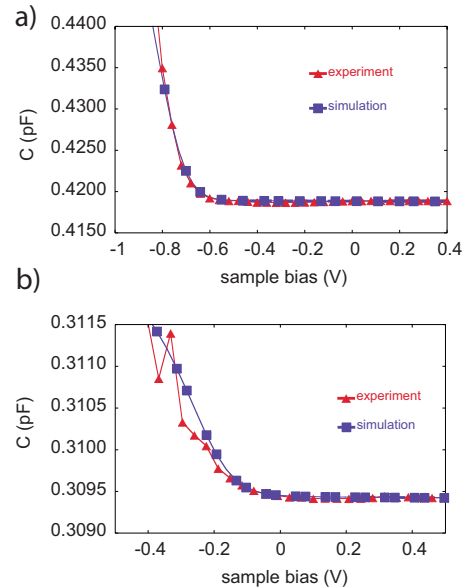 a)
0.4400
0.4350
experiment
0.4300
simulation
C (pF)
0.4250
0.4200
0.4150
-1 -0.8 -0.6 -0.4 -0.2 0 0.2 0.4
sample bias (V)
b)
0.3115
0.3110
experiment
0.3105
simulation
C (pF)
0.3100
0.3095
0.3090
-0.4 -0.2 0 0.2 0.4
sample bias (V)